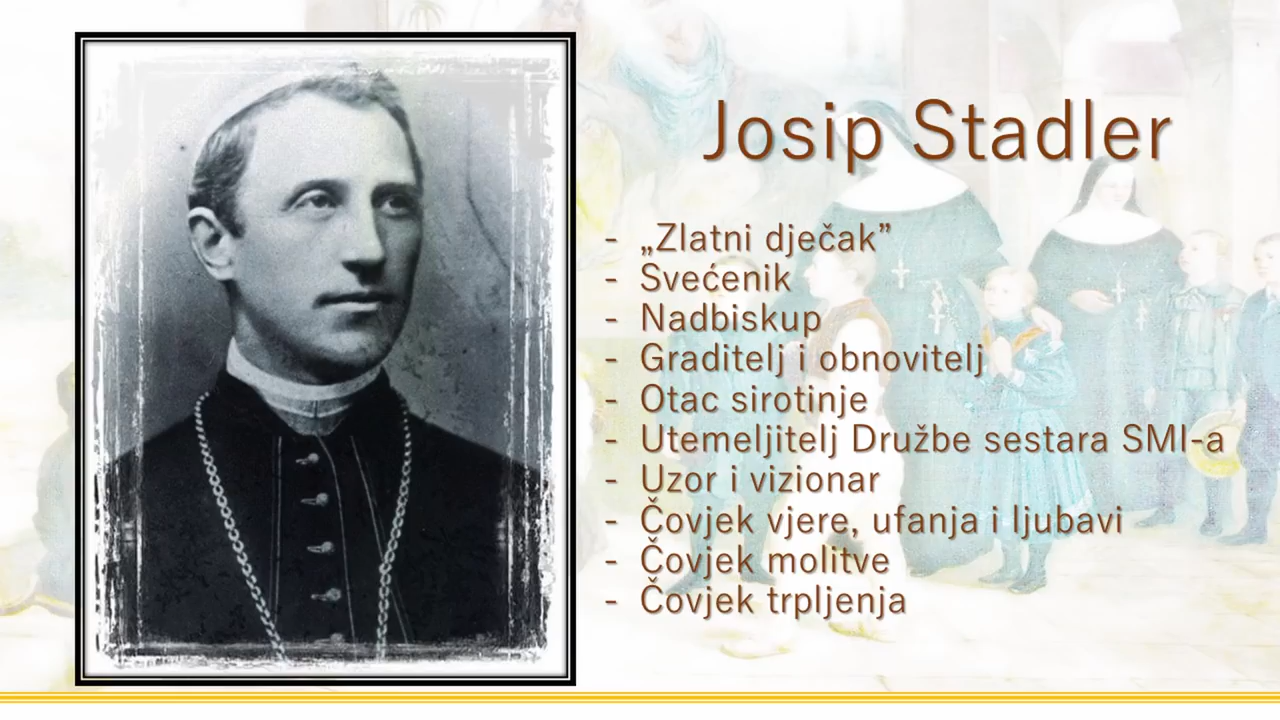 Josip Stadler
- „Zlatni dječak”
- Svećenik
- Nadbiskup
- Graditelj i obnovitelj
- Otac sirotinje
- Utemeljitelj Družbe sestara SMI-a
- Uzor i vizionar
- Čovjek vjere, ufanja i ljubavi
- Čovjek molitve
- Čovjek trpljenja